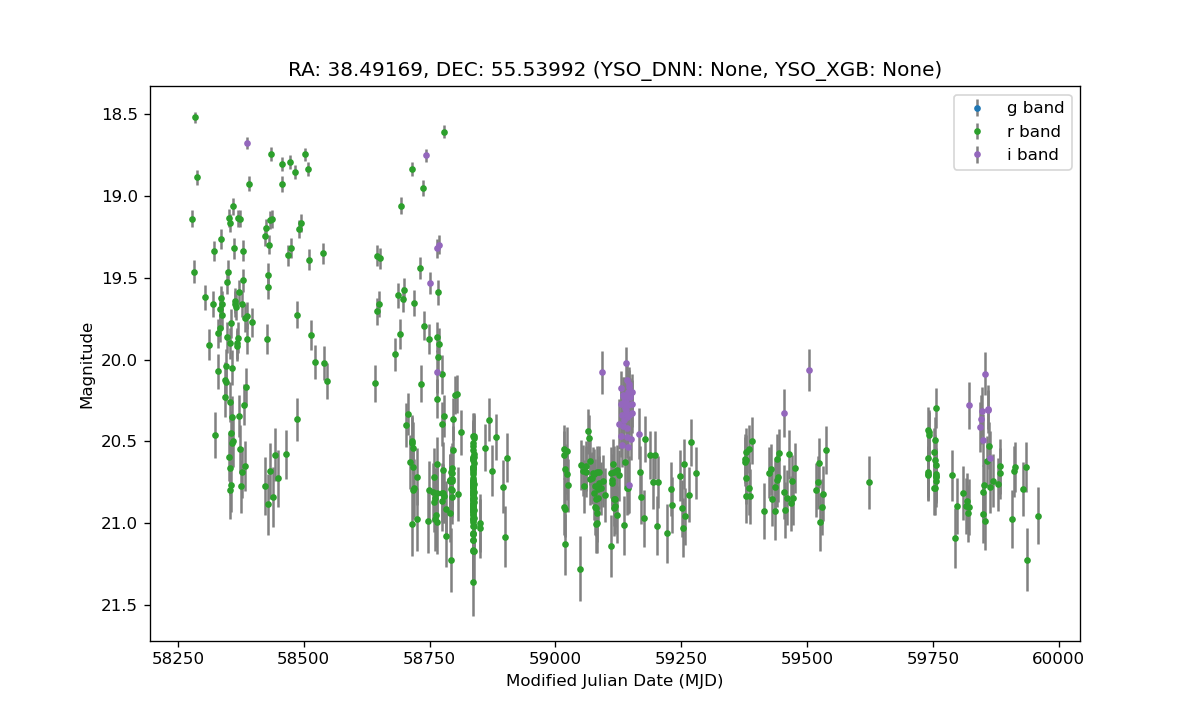 RA: 38.49169, DEC: 55.53992 (YSO_DNN: None, YSO_XGB: None)
g band
r band
i band
18.5
19.0
19.5
20.0
20.5
21.0
21.5
Magnitude
58250 58500 58750 59000 59250 59500 59750 60000
Modified Julian Date (MJD)